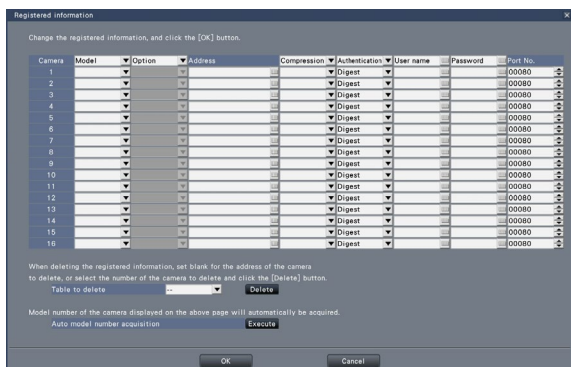 Registered information ×
Change the registered information, and click the [OK] button.
Camera Model Option Address Compression Authentication User name Password Port No.
1 Digest 00080
2 Digest 00080
3 Digest 00080
4 Digest 00080
5 Digest 00080
6 Digest 00080
7 Digest 00080
8 Digest 00080
9 Digest 00080
10 Digest 00080
11 Digest 00080
12 Digest 00080
13 Digest 00080
14 Digest 00080
15 Digest 00080
16 Digest 00080
When deleting the registered information, set blank for the address of the camera
to delete, or select the number of the camera to delete and click the [Delete] button.
Table to delete -- Delete
Model number of the camera displayed on the above page will automatically be acquired.
Auto model number acquisition Execute
OK Cancel